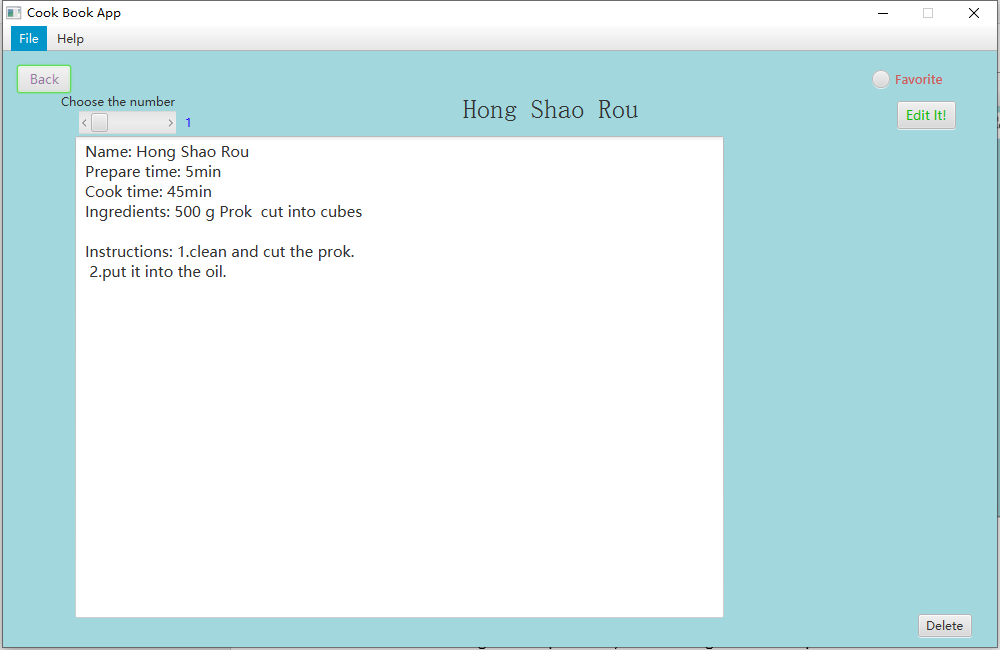 Cook Book App
File Help
Back
Favorite
Choose the number
Hong Shao Rou
Edit It!
< > 1
Name: Hong Shao Rou
Prepare time: 5min
Cook time: 45min
Ingredients: 500 g Prok  cut into cubes
Instructions: 1.clean and cut the prok.
2.put it into the oil.
Delete